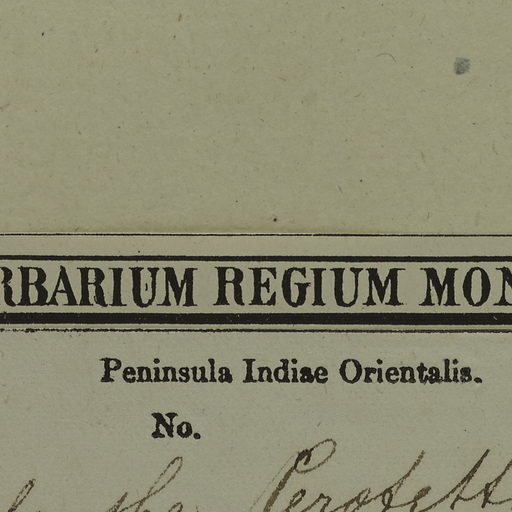 RBARIUM REGIUM MON
Peninsula Indiae Orientalis.
No.